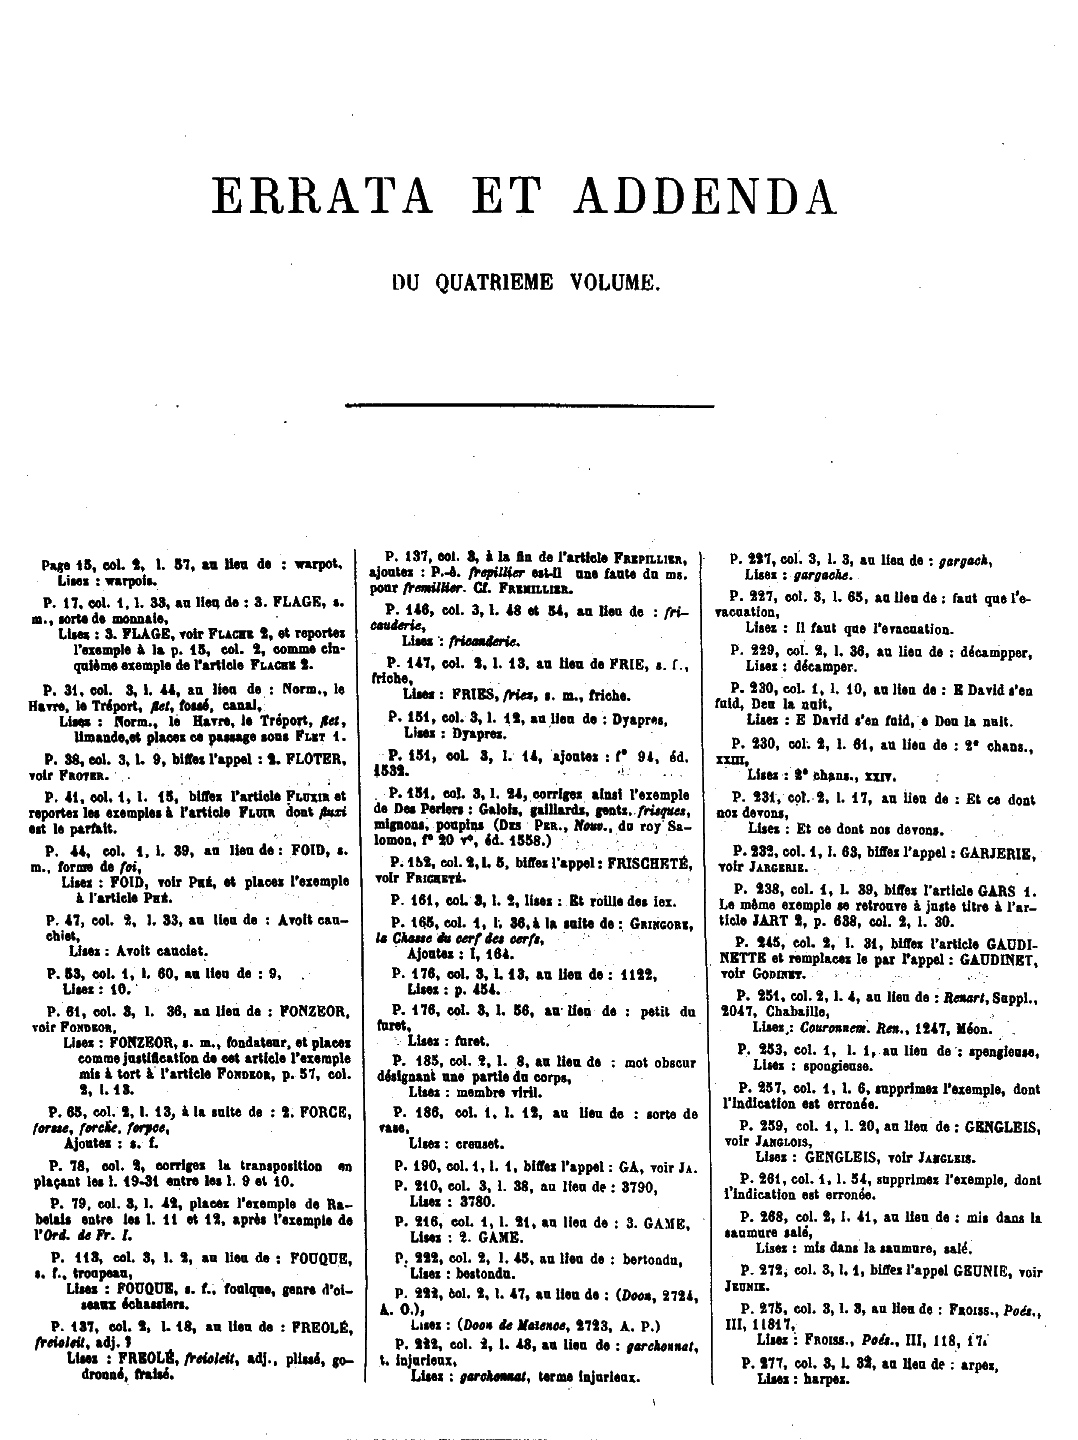 ERRATA ET ADDENDA
DU QUATRIEME VOLUME.
Page 15, col. 2, l. 57, au lieu de : warpot.
Lisez : warpois.
P. 17, col. 1, l. 33, au lieu de : 3. FLAGE, s.
m., sorte de monnaie,
Lisez : 3. FLAGE, voir FLACHE 2, et reportez
l'exemple à la p. 15, col. 2, comme cin-
quième exemple de l'article FLACHE 2.
P. 31, col. 3, l. 44, au lieu de : Norm., le
Havre, le Tréport, flet, fossé, canal,
Lisez : Norm., le Havre, le Tréport, flet,
limande, et placez ce passage sous FLET 1.
P. 38, col. 3, l. 9, biffez l'appel : 2. FLOTER,
voir FROTER.
P. 41, col. 1, l. 15, biffez l'article FLUXIR et
reportez les exemples à l'article FLUIR dont fluxi
est le parfait.
P. 44, col. 1, l. 39, au lieu de : FOID, s.
m., forme de foi,
Lisez : FOID, voir PHÉ, et placez l'exemple
à l'article PHÉ.
P. 47, col. 2, l. 33, au lieu de : Avoit cau-
chiet,
Lisez : Avoit canciet.
P. 53, col. 1, l. 60, au lieu de : 9,
Lisez : 10.
P. 61, col. 3, l. 36, au lieu de : FONZEOR,
voir FONDEOR,
Lisez : FONZEOR, s. m., fondateur, et placez
comme justification de cet article l'exemple
mis à tort à l'article FONDEOR, p. 57, col.
2, l. 13.
P. 65, col. 2, l. 13, à la suite de : 2. FORCE,
forsse, forche, foryce,
Ajoutez : s. f.
P. 78, col. 2, corrigez la transposition en
plaçant les l. 19-31 entre les l. 9 et 10.
P. 79, col. 3, l. 42, placez l'exemple de Ra-
belais entre les l. 11 et 12, après l'exemple de
l'Ord. de Fr. I.
P. 113, col. 3, l. 2, au lieu de : FOUQUE,
s. f., troupeau,
Lisez : FOUQUE, s. f., foulque, genre d'oi-
seaux échassiers.
P. 137, col. 2, l. 18, au lieu de : FREOLÉ,
freioleit, adj. ?
Lisez : FREOLÉ, freioleit, adj., plissé, go-
dronné, fraisé.
P. 137, col. 3, à la fin de l'article FREPILLIER,
ajoutez : P.-ê. frepillier est-il une faute du ms.
pour fremillier. Cf. FREMILLIER.
P. 146, col. 3, l. 48 et 54, au lieu de : fri-
cauderie,
Lisez : fricanderie.
P. 147, col. 2, l. 13, au lieu de FRIE, s. f.,
friche,
Lisez : FRIES, fries, s. m., friche.
P. 151, col. 3, l. 12, au lieu de : Dyapres,
Lisez : Dyaprez.
P. 151, col. 3, l. 14, ajoutez : f° 94, éd.
1532.
P. 151, col. 3, l. 24, corrigez ainsi l'exemple
de Des Periers : Galois, gaillards, gents, frisques,
mignons, poupins (DES PER., Nouv., du roy Sa-
lomon, f° 20 v°, éd. 1558.)
P. 152, col. 2, l. 5, biffez l'appel : FRISCHETÉ,
voir FRICHETÉ.
P. 161, col. 3, l. 2, lisez : Et roille des iex.
P. 165, col. 1, l. 36, à la suite de : GRINGORE,
la Chasse du cerf des cerfs,
Ajoutez : I, 164.
P. 176, col. 3, l. 13, au lieu de : 1122,
Lisez : p. 454.
P. 176, col. 3, l. 56, au lieu de : petit du
furet,
Lisez : furet.
P. 185, col. 2, l. 8, au lieu de : mot obscur
désignant une partie du corps,
Lisez : membre viril.
P. 186, col. 1, l. 12, au lieu de : sorte de
vase,
Lisez : creuset.
P. 190, col. 1, l. 1, biffez l'appel : GA, voir JA.
P. 210, col. 3, l. 38, au lieu de : 3790,
Lisez : 3780.
P. 216, col. 1, l. 21, au lieu de : 3. GAME,
Lisez : 2. GAME.
P. 222, col. 2, l. 45, au lieu de : bertondu,
Lisez : bestondu.
P. 222, col. 2, l. 47, au lieu de : (Doon, 2724,
A. O.),
Lisez : (Doon de Maience, 2723, A. P.)
P. 222, col. 2, l. 48, au lieu de : garchonnat,
t. injurieux,
Lisez : garchonnat, terme injurieux.
P. 227, col. 3, l. 3, au lieu de : gargach,
Lisez : gargache.
P. 227, col. 3, l. 65, au lieu de : faut que l'e-
vacuation,
Lisez : Il faut que l'evacuation.
P. 229, col. 2, l. 36, au lieu de : décampper,
Lisez : décamper.
P. 230, col. 1, l. 10, au lieu de : E David s'en
fuid, Deu la nuit,
Lisez : E David s'en fuid, e Deu la nuit.
P. 230, col. 2, l. 61, au lieu de : 2° chans.,
XXIII,
Lisez : 2° chans., XXIV.
P. 231, col. 2, l. 17, au lieu de : Et ce dont
nos devons,
Lisez : Et ce dont nos devons.
P. 232, col. 1, l. 63, biffez l'appel : GARJERIE,
voir JARGERIE.
P. 238, col. 1, l. 39, biffez l'article GARS 1.
Le même exemple se retrouve à juste titre à l'ar-
ticle JART 2, p. 638, col. 2, l. 30.
P. 245, col. 2, l. 31, biffez l'article GAUDI-
NETTE et remplacez le par l'appel : GAUDINET,
voir GODINET.
P. 251, col. 2, l. 4, au lieu de : Renart, Suppl.,
2047, Chabaille,
Lisez : Couronnem. Ren., 1247, Méon.
P. 253, col. 1, l. 1, au lieu de : spengieuse,
Lisez : spongieuse.
P. 257, col. 1, l. 6, supprimez l'exemple, dont
l'indication est erronée.
P. 259, col. 1, l. 20, au lieu de : GENGLEIS,
voir JANGLOIS,
Lisez : GENGLEIS, voir JANGLEIS.
P. 261, col. 1, l. 54, supprimez l'exemple, dont
l'indication est erronée.
P. 268, col. 2, l. 41, au lieu de : mis dans la
saumure salé,
Lisez : mis dans la saumure, salé.
P. 272, col. 3, l. 1, biffez l'appel GEUNIE, voir
JEUNIE.
P. 275, col. 3, l. 3, au lieu de : FROISS., Poés.,
III, 11817,
Lisez : FROISS., Poés., III, 118, 17.
P. 277, col. 3, l. 32, au lieu de : arpez,
Lisez : harpez.